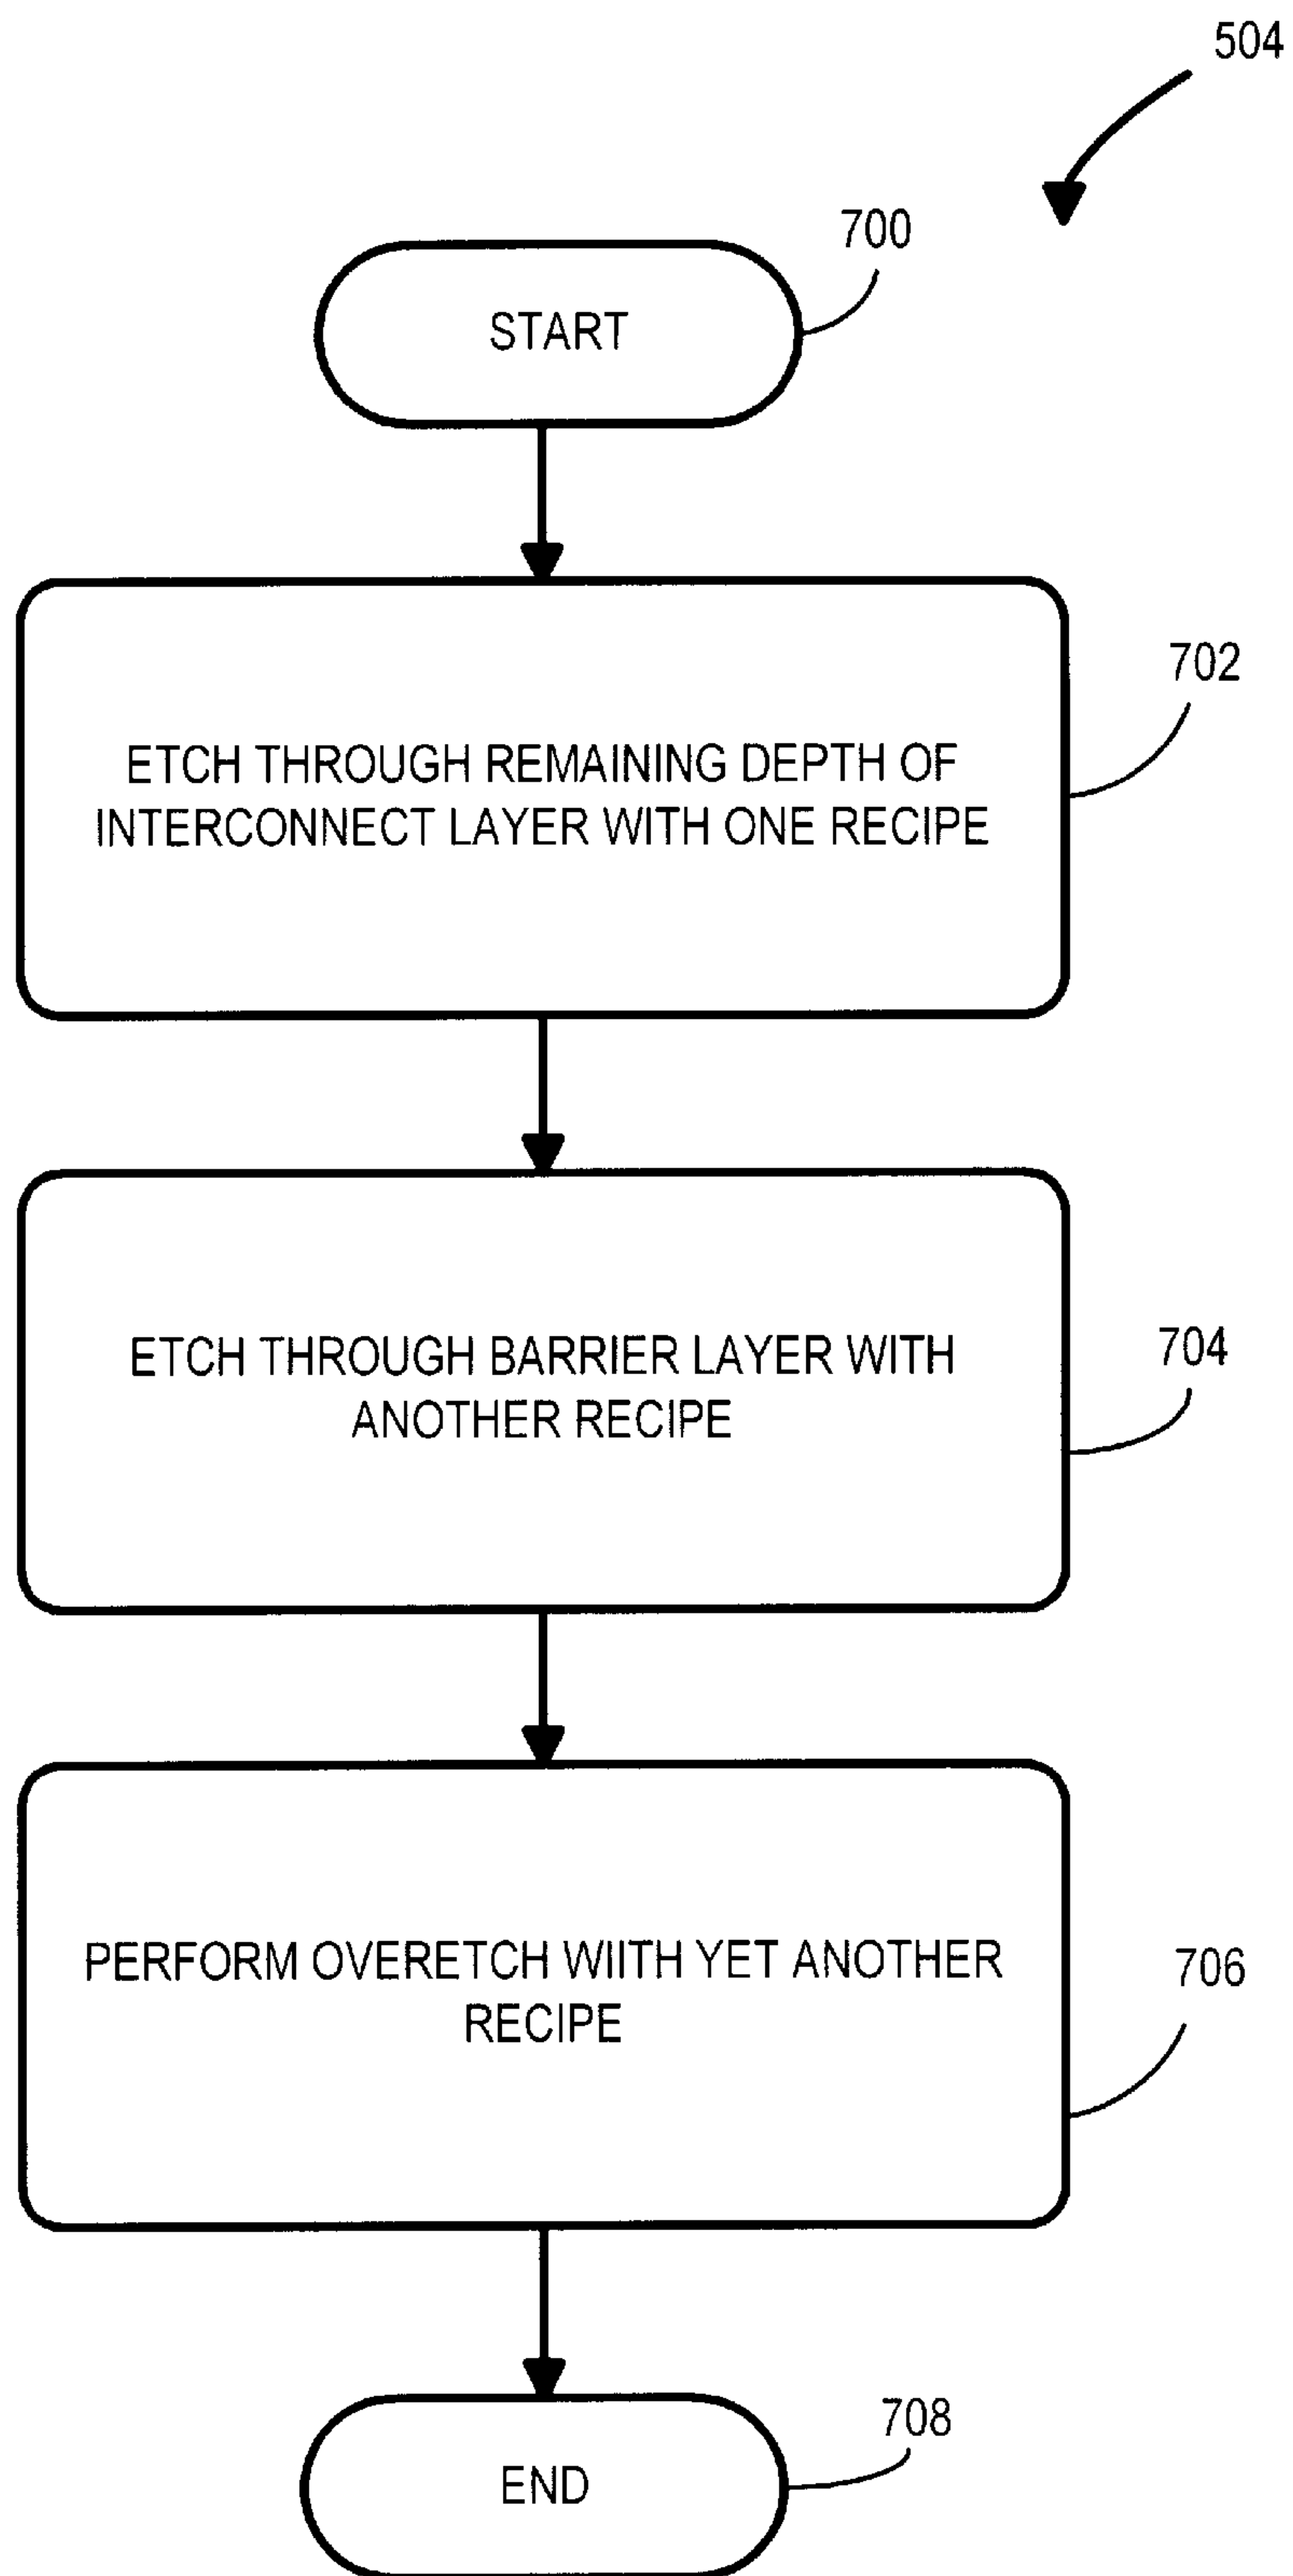 504
700
START
702
ETCH THROUGH REMAINING DEPTH OF
INTERCONNECT LAYER WITH ONE RECIPE
704
ETCH THROUGH BARRIER LAYER WITH
ANOTHER RECIPE
706
PERFORM OVERETCH WIITH YET ANOTHER
RECIPE
708
END